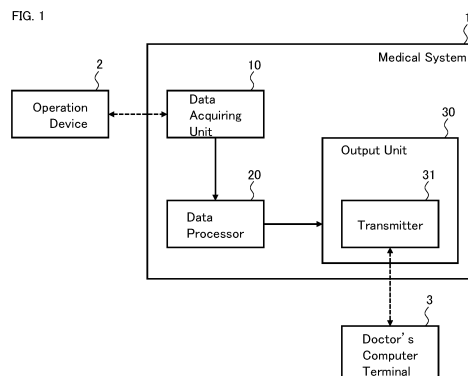 FIG. 1
1
Medical System
2
Operation
Device
10
Data
Acquiring
Unit
30
Output Unit
20
Data
Processor
31
Transmitter
3
Doctor's
Computer
Terminal